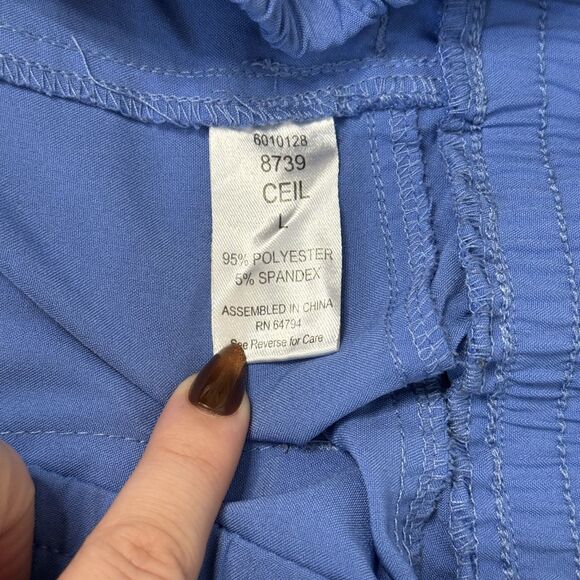 6010128
8739
CEIL
L
95% POLYESTER
5% SPANDEX
ASSEMBLED IN CHINA
RN 64794
See Reverse for Care